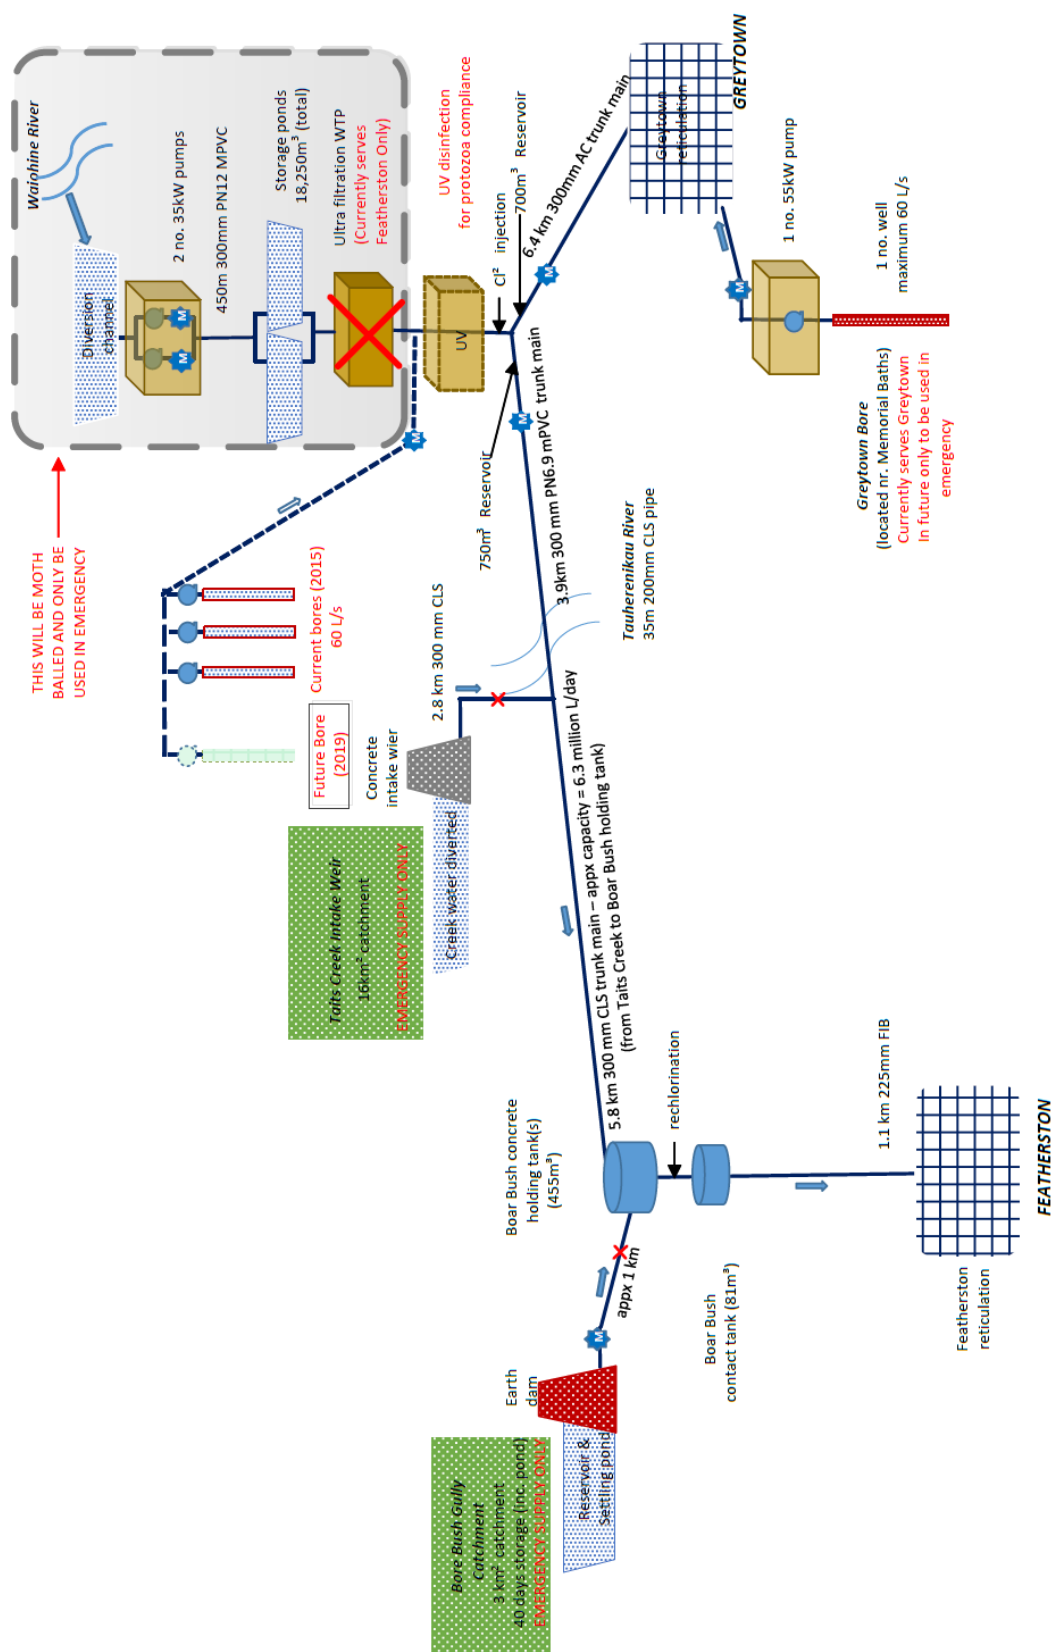 Waiohine River
Diversion
channel
M
M
2 no. 35kW pumps
450m 300mm PN12 MPVC
Storage ponds
18,250m³ (total)
Ultra filtration WTP
(Currently serves
Featherston Only)
THIS WILL BE MOTH
BALLED AND ONLY BE
USED IN EMERGENCY
M
UV
UV disinfection
for protozoa compliance
Cl² injection
700m³ Reservoir
750m³ Reservoir
M
6.4 km 300mm AC trunk main
Greytown
reticulation
GREYTOWN
M
1 no. 55kW pump
1 no. well
maximum 60 L/s
Greytown Bore
(located nr. Memorial Baths)
Currently serves Greytown
In future only to be used in
emergency
Current bores (2015)
60 L/s
Future Bore
(2019)
M
3.9km 300 mm PN6.9 mPVC trunk main
Tauherenikau River
35m 200mm CLS pipe
2.8 km 300 mm CLS
Concrete
intake wier
Creek water diverted
Taits Creek Intake Weir
16km² catchment
EMERGENCY SUPPLY ONLY
5.8 km 300 mm CLS trunk main – appx capacity = 6.3 million L/day
(from Taits Creek to Boar Bush holding tank)
Boar Bush concrete
holding tank(s)
(455m³)
rechlorination
Boar Bush
contact tank (81m³)
1.1 km 225mm FIB
Featherston
reticulation
FEATHERSTON
appx 1 km
M
Earth
dam
Reservoir &
Settling pond
Bore Bush Gully
Catchment
3 km² catchment
40 days storage (inc. pond)
EMERGENCY SUPPLY ONLY